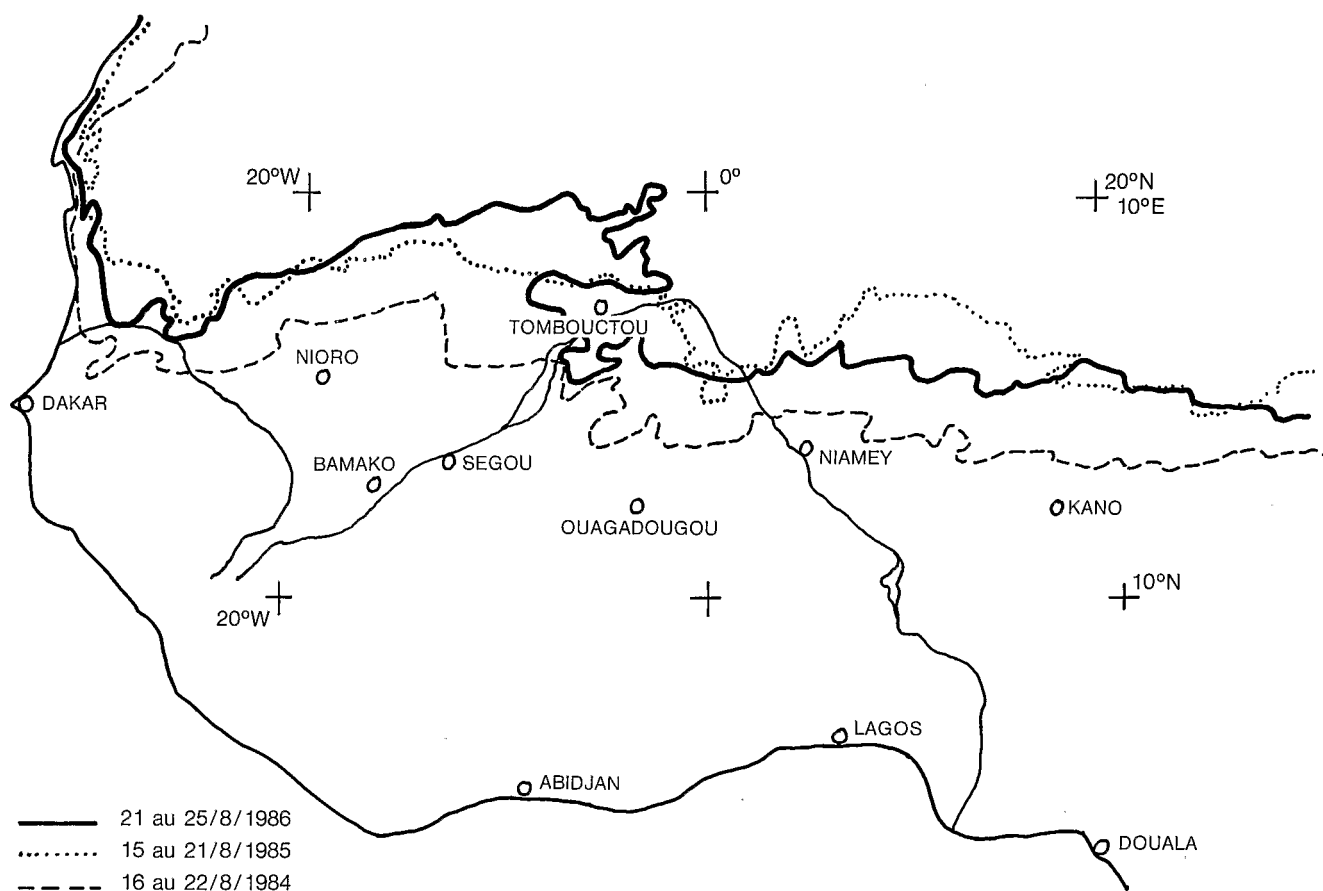 20°W
0°
20°N
10°E
TOMBOUCTOU
NIORO
DAKAR
BAMAKO
SEGOU
NIAMEY
OUAGADOUGOU
KANO
20°W
10°N
LAGOS
ABIDJAN
DOUALA
21 au 25/8/1986
15 au 21/8/1985
16 au 22/8/1984